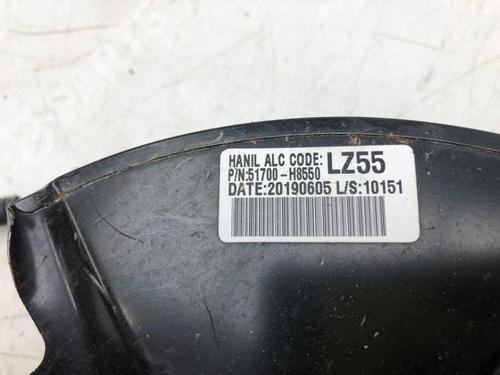 HANIL ALC CODE: LZ55
P/N:51700-H8550
DATE:20190605 L/S:10151